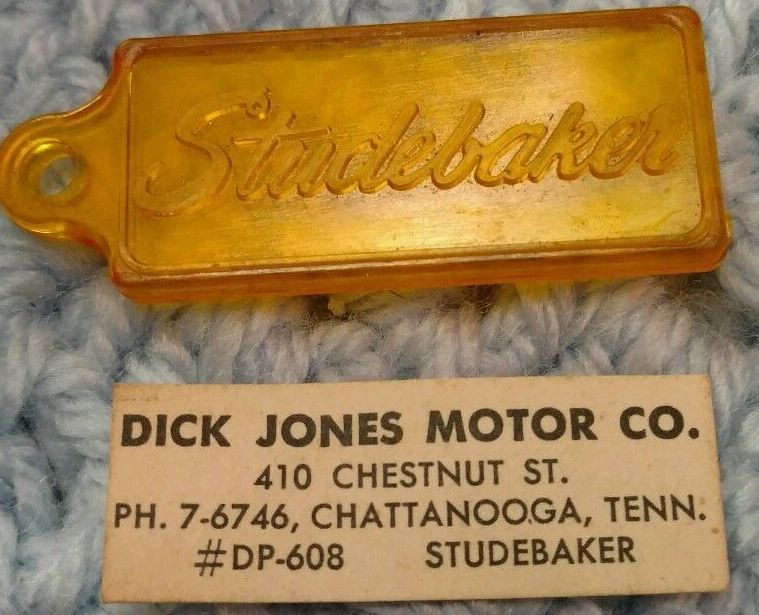 Studebaker
DICK JONES MOTOR CO.
410 CHESTNUT ST.
PH. 7-6746, CHATTANOOGA, TENN.
#DP-608 STUDEBAKER